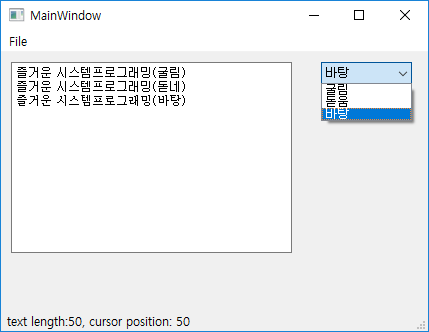 MainWindow
File
즐거운 시스템프로그래밍(굴림)
즐거운 시스템프로그래밍(돋네)
즐거운 시스템프로그래밍(바탕)
바탕
굴림
돋움
바탕
text length:50, cursor position: 50